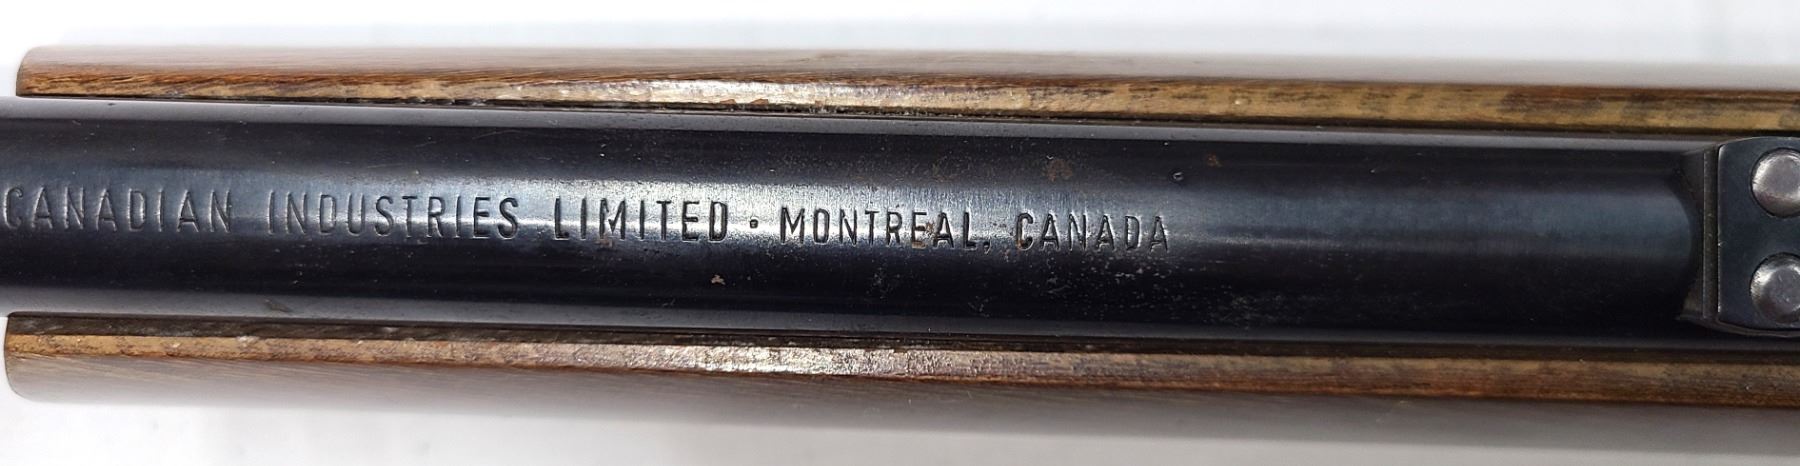 CANADIAN INDUSTRIES LIMITED · MONTREAL, CANADA